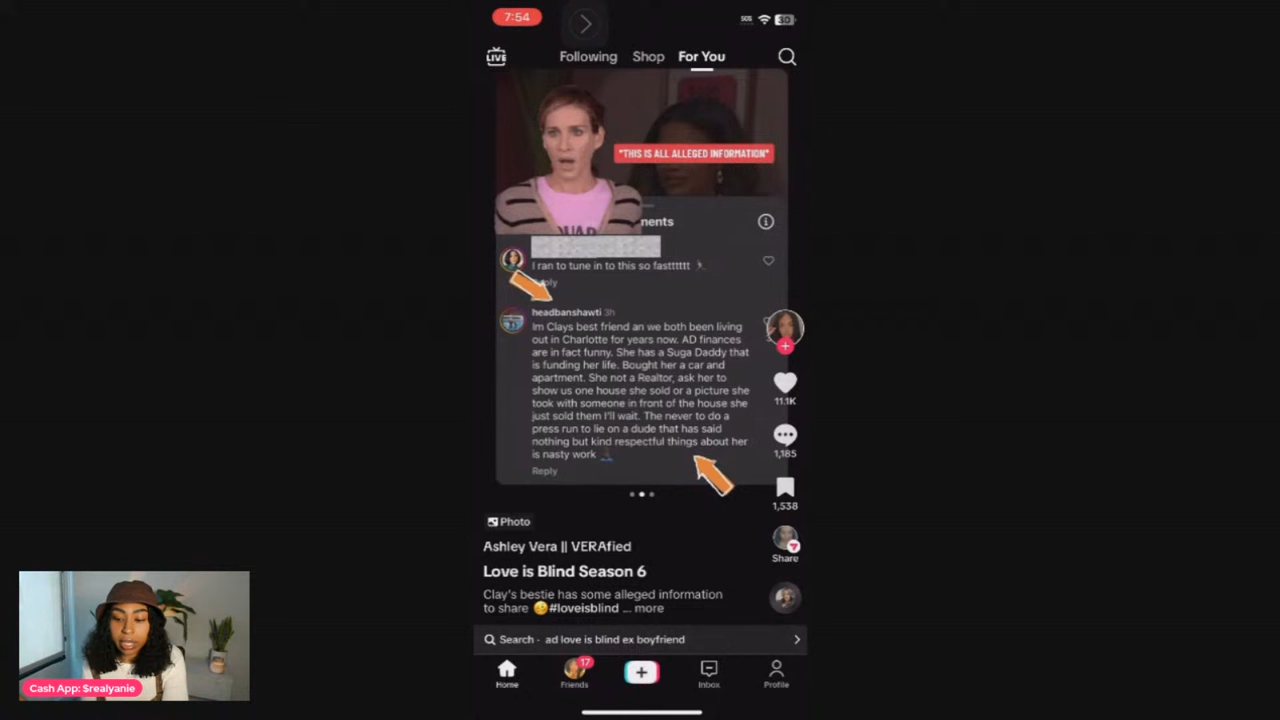 7:54
SOS
30
LIVE
Following Shop For You
"THIS IS ALL ALLEGED INFORMATION"
ments
I ran to tune in to this so fastttttt
headbanshawti 3h
Im Clays best friend an we both been living
out in Charlotte for years now. AD finances
are in fact funny. She has a Suga Daddy that
is funding her life. Bought her a car and
apartment. She not a Realtor, ask her to
show us one house she sold or a picture she
took with someone in front of the house she
just sold them I'll wait. The never to do a
press run to lie on a dude that has said
nothing but kind respectful things about her
is nasty work
Reply
11.1K
1,185
1,538
Share
Photo
Ashley Vera || VERAfied
Love is Blind Season 6
Clay's bestie has some alleged information
to share #loveisblind ... more
Search · ad love is blind ex boyfriend
17
Home Friends Inbox Profile
Cash App: $realyanie